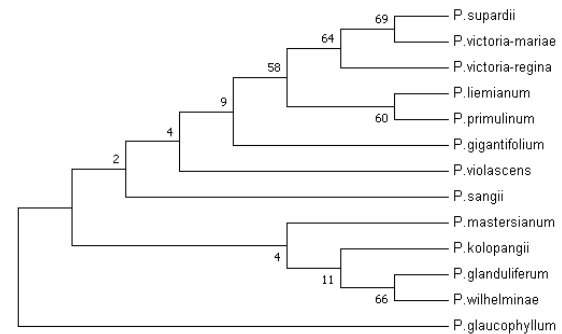 69
P.supardii
64
P.victoria-mariae
58
P.victoria-regina
9
P.liemianum
60
P.primulinum
4
P.gigantifolium
2
P.violascens
P.sangii
P.mastersianum
4
P.kolopangii
11
P.glanduliferum
66
P.wilhelminae
P.glaucophyllum